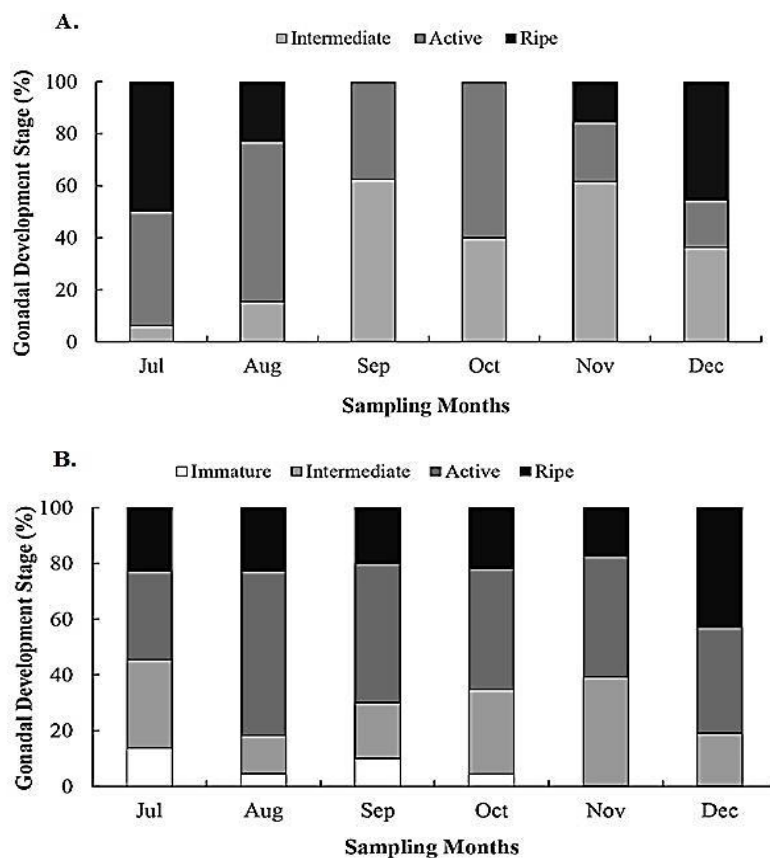 A.
Intermediate Active Ripe
Gonadal Development Stage (%)
100
80
60
40
20
0
Jul Aug Sep Oct Nov Dec
Sampling Months
B.
Immature Intermediate Active Ripe
Gonadal Development Stage (%)
100
80
60
40
20
0
Jul Aug Sep Oct Nov Dec
Sampling Months